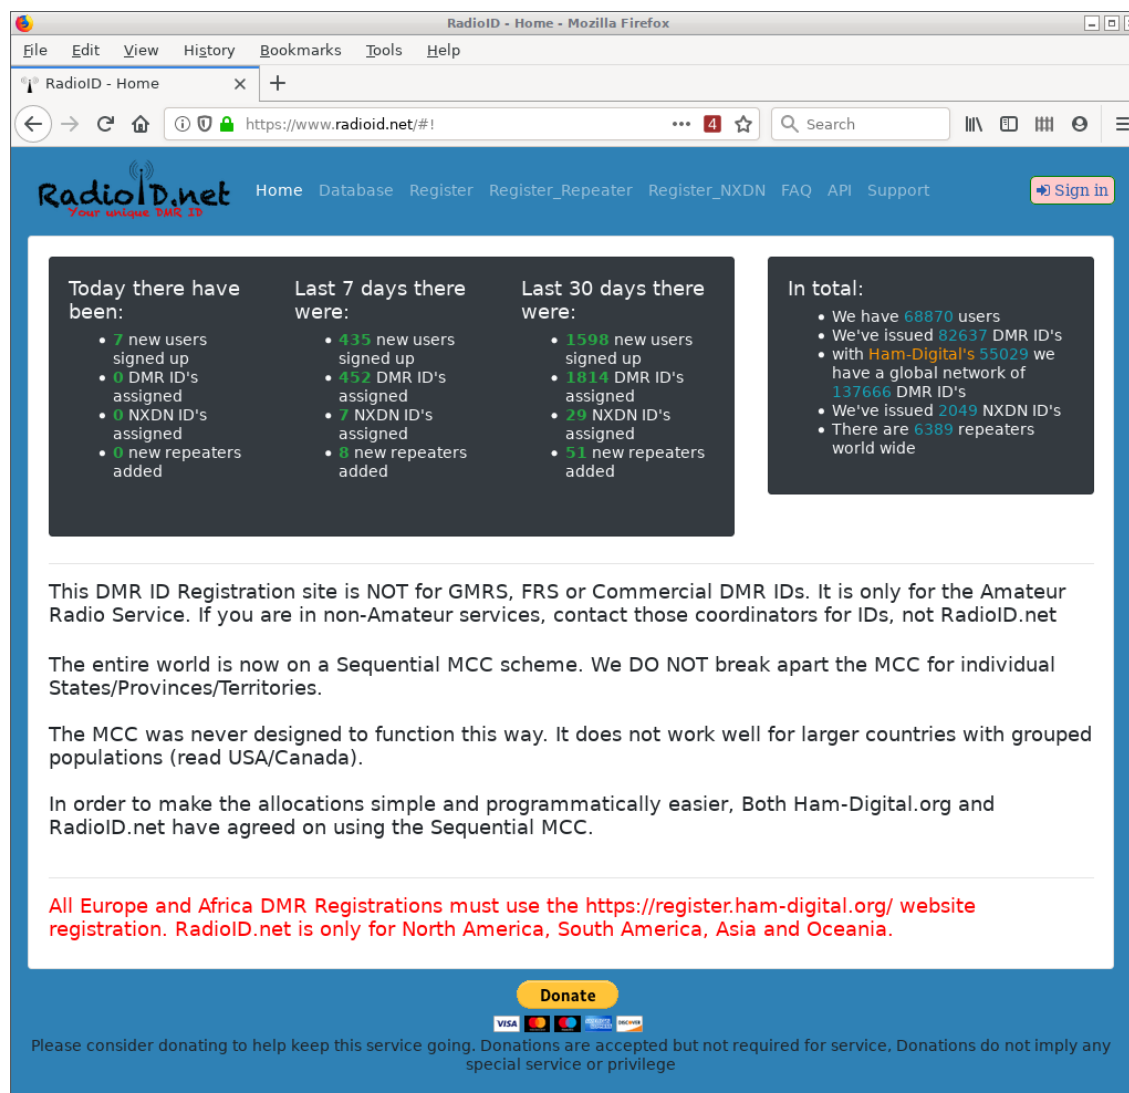 RadioID - Home - Mozilla Firefox
File Edit View History Bookmarks Tools Help
RadioID - Home
https://www.radioid.net/#!
4
Search
RadioID.net
Your unique DMR ID
Home Database Register Register_Repeater Register_NXDN FAQ API Support
Sign in
Today there have
been:
7 new users
signed up
0 DMR ID's
assigned
0 NXDN ID's
assigned
0 new repeaters
added
Last 7 days there
were:
435 new users
signed up
452 DMR ID's
assigned
7 NXDN ID's
assigned
8 new repeaters
added
Last 30 days there
were:
1598 new users
signed up
1814 DMR ID's
assigned
29 NXDN ID's
assigned
51 new repeaters
added
In total:
We have 68870 users
We've issued 82637 DMR ID's
with Ham-Digital's 55029 we
have a global network of
137666 DMR ID's
We've issued 2049 NXDN ID's
There are 6389 repeaters
world wide
This DMR ID Registration site is NOT for GMRS, FRS or Commercial DMR IDs. It is only for the Amateur
Radio Service. If you are in non-Amateur services, contact those coordinators for IDs, not RadioID.net
The entire world is now on a Sequential MCC scheme. We DO NOT break apart the MCC for individual
States/Provinces/Territories.
The MCC was never designed to function this way. It does not work well for larger countries with grouped
populations (read USA/Canada).
In order to make the allocations simple and programmatically easier, Both Ham-Digital.org and
RadioID.net have agreed on using the Sequential MCC.
All Europe and Africa DMR Registrations must use the https://register.ham-digital.org/ website
registration. RadioID.net is only for North America, South America, Asia and Oceania.
Donate
VISA DISCOVER
Please consider donating to help keep this service going. Donations are accepted but not required for service, Donations do not imply any
special service or privilege